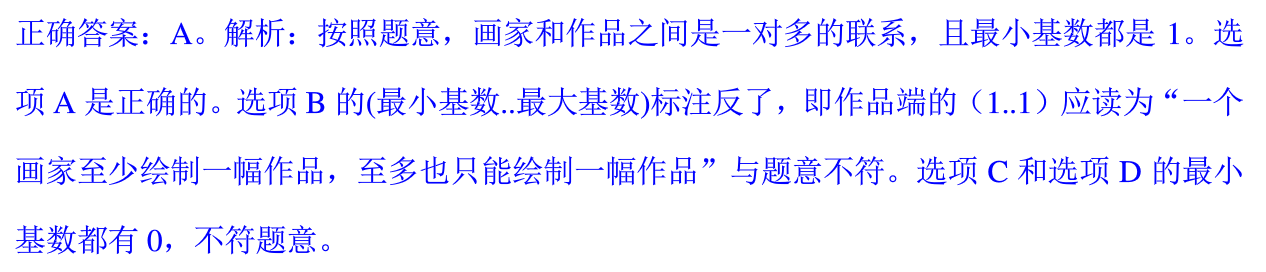 正确答案：A。解析：按照题意，画家和作品之间是一对多的联系，且最小基数都是 1。选
项 A 是正确的。选项 B 的(最小基数..最大基数)标注反了，即作品端的（1..1）应读为“一个
画家至少绘制一幅作品，至多也只能绘制一幅作品”与题意不符。选项 C 和选项 D 的最小
基数都有 0，不符题意。